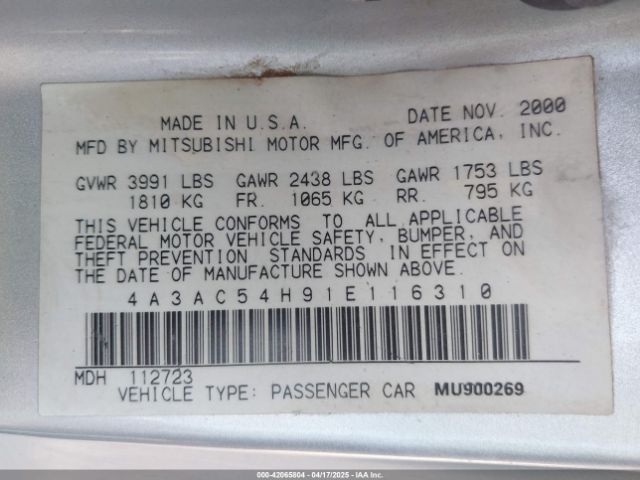 MADE IN U.S.A. DATE NOV. 2000
MFD BY MITSUBISHI MOTOR MFG. OF AMERICA, INC.
GVWR 3991 LBS GAWR 2438 LBS GAWR 1753 LBS
1810 KG FR. 1065 KG RR. 795 KG
THIS VEHICLE CONFORMS TO ALL APPLICABLE
FEDERAL MOTOR VEHICLE SAFETY, BUMPER, AND
THEFT PREVENTION STANDARDS IN EFFECT ON
THE DATE OF MANUFACTURE SHOWN ABOVE.
4A3AC54H91E116310
MDH 112723
VEHICLE TYPE: PASSENGER CAR MU900269
000-42065804 - 04/17/2025 - IAA Inc.